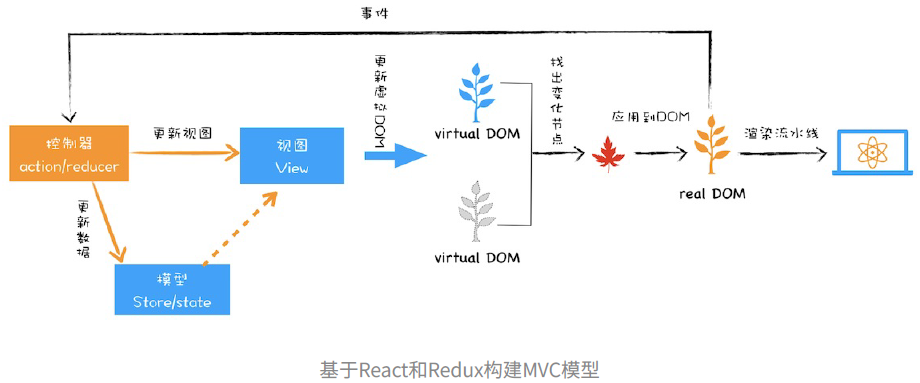 事件
控制器
action/reducer
更新视图
视图
View
更新虚拟DOM
virtual DOM
virtual DOM
找出变化节点
应用到DOM
real DOM
渲染流水线
更新数据
模型
Store/state
基于React和Redux构建MVC模型